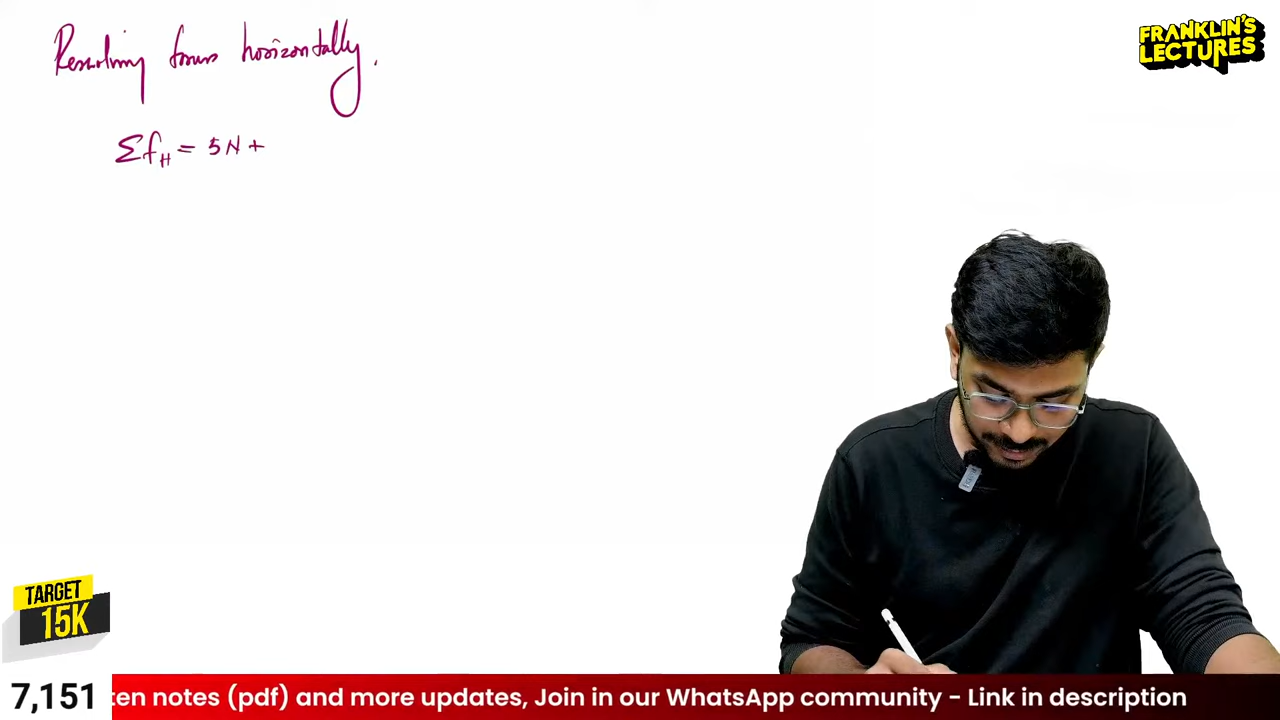 Resolving forces horizontally.
ΣfH = 5N +
FRANKLIN'S
LECTURES
TARGET
15K
7,151
ten notes (pdf) and more updates, Join in our WhatsApp community - Link in description